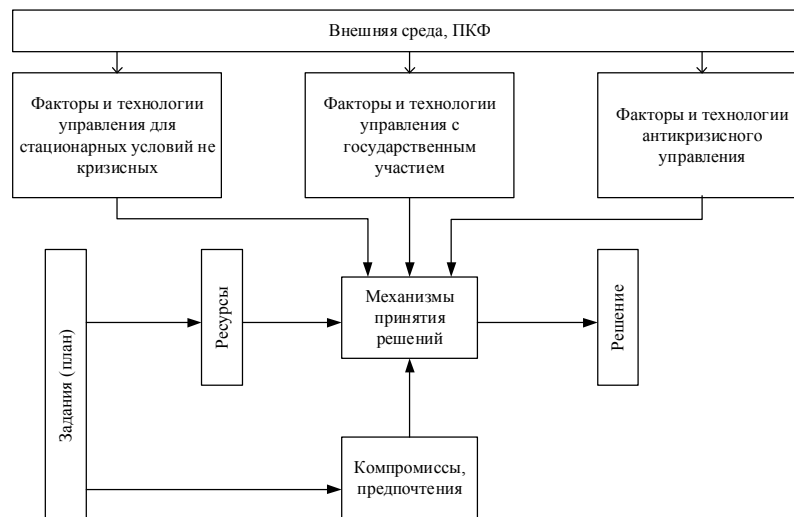 Внешняя среда, ПКФ
Факторы и технологии
управления для
стационарных условий не
кризисных
Факторы и технологии
управления с
государственным
участием
Факторы и технологии
антикризисного
управления
Задания (план)
Ресурсы
Механизмы
принятия
решений
Решение
Компромиссы,
предпочтения